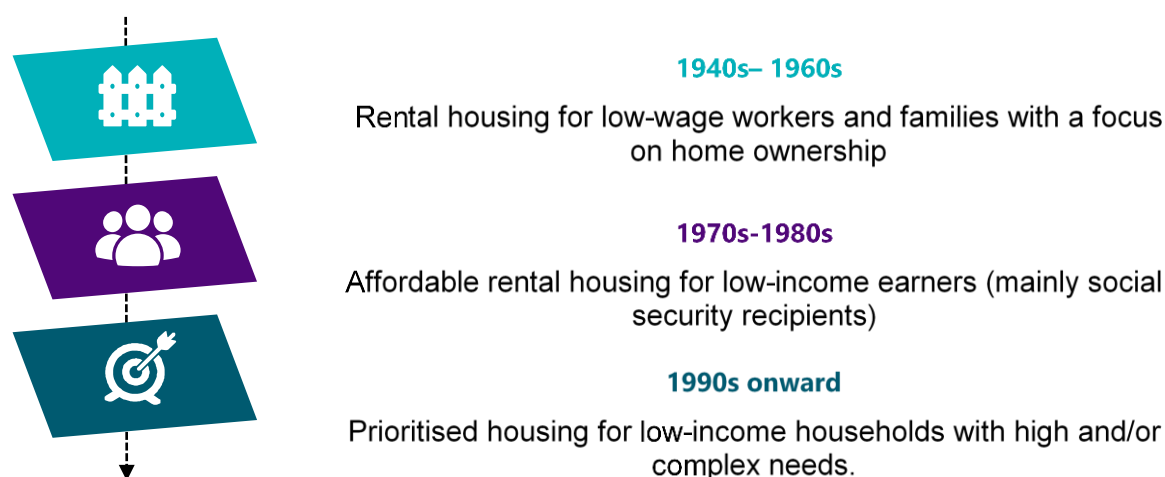 1940s– 1960s
Rental housing for low-wage workers and families with a focus
on home ownership
1970s-1980s
Affordable rental housing for low-income earners (mainly social
security recipients)
1990s onward
Prioritised housing for low-income households with high and/or
complex needs.